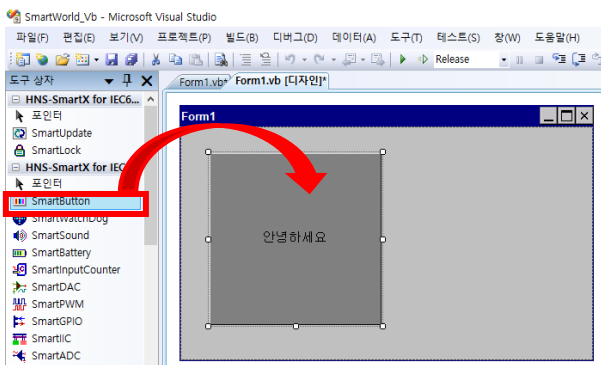 SmartWorld_Vb - Microsoft Visual Studio
파일(F) 편집(E) 보기(V) 프로젝트(P) 빌드(B) 디버그(D) 데이터(A) 도구(T) 테스트(S) 창(W) 도움말(H)
Release
도구 상자
Form1.vb* Form1.vb [디자인]*
HNS-SmartX for IEC6...
포인터
SmartUpdate
SmartLock
HNS-SmartX for IEC
포인터
SmartButton
SmartWatchDog
SmartSound
SmartBattery
SmartInputCounter
SmartDAC
SmartPWM
SmartGPIO
SmartIIC
SmartADC
Form1
안녕하세요